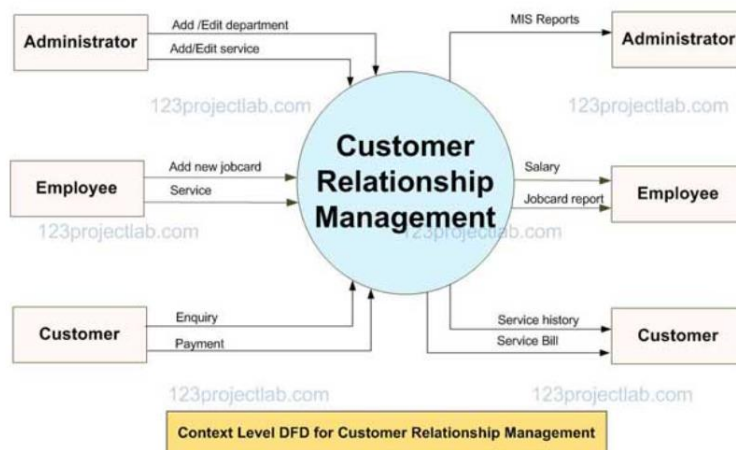 Administrator
Add /Edit department
Add/Edit service
MIS Reports
Administrator
123projectlab.com
123projectlab.com
Customer
Relationship
Management
Employee
Add new jobcard
Service
Salary
Jobcard report
Employee
123projectlab.com
123projectlab.com
Customer
Enquiry
Payment
Service history
Service Bill
Customer
123projectlab.com
123projectlab.com
Context Level DFD for Customer Relationship Management